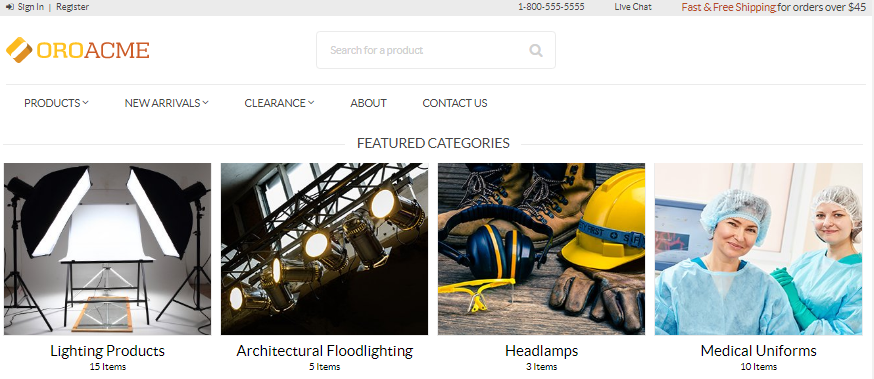 Sign In | Register
1-800-555-5555
Live Chat
Fast & Free Shipping for orders over $45
OROACME
Search for a product
PRODUCTS
NEW ARRIVALS
CLEARANCE
ABOUT
CONTACT US
FEATURED CATEGORIES
Lighting Products
15 Items
Architectural Floodlighting
5 Items
Headlamps
3 Items
Medical Uniforms
10 Items